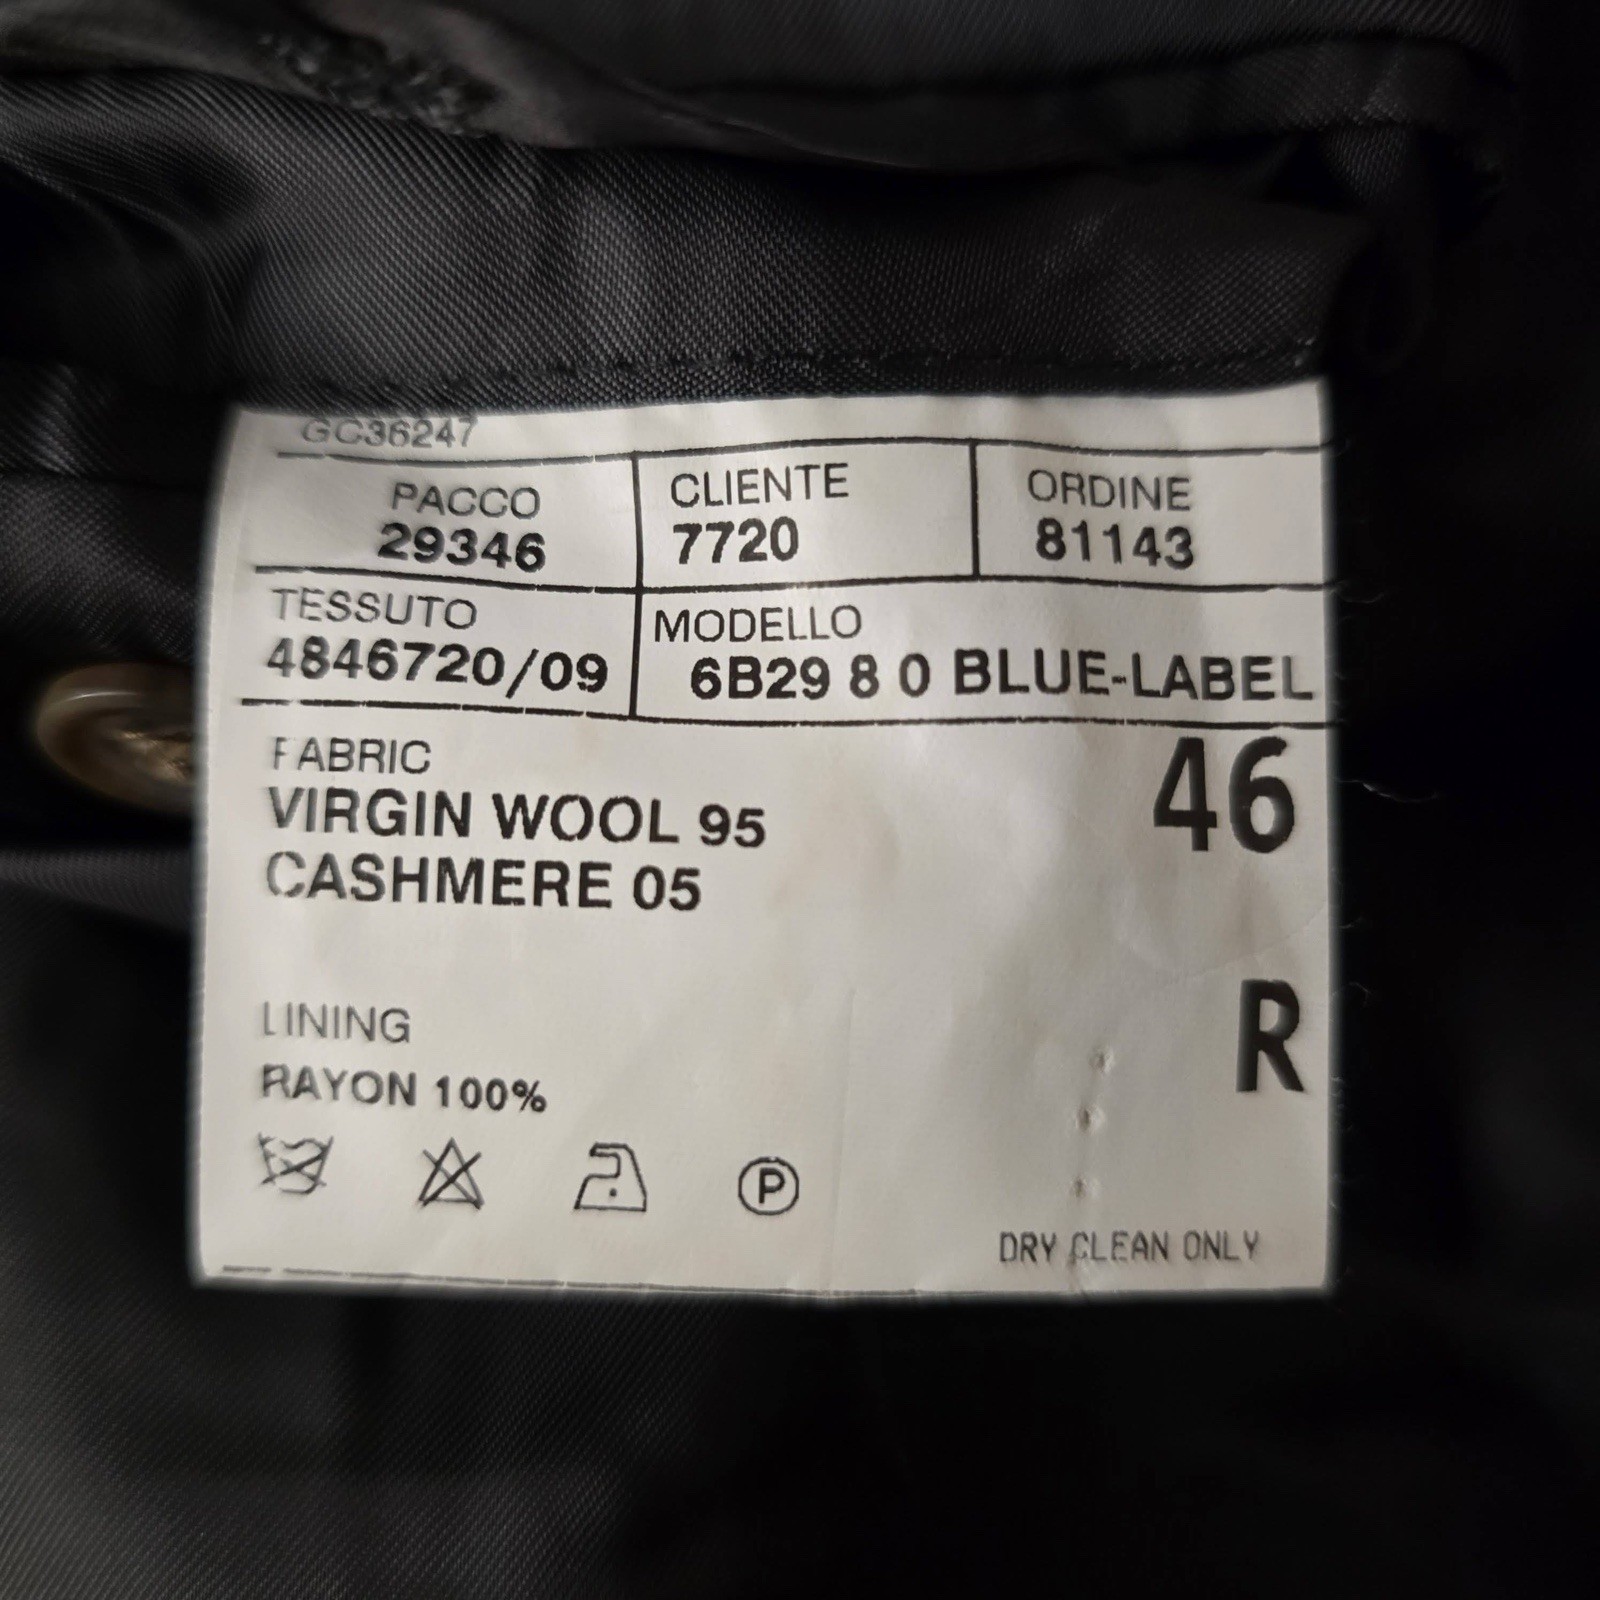 GC36247
PACCO
29346
CLIENTE
7720
ORDINE
81143
TESSUTO
4846720/09
MODELLO
6B29 8 0 BLUE-LABEL
FABRIC
VIRGIN WOOL 95
CASHMERE 05
46
R
LINING
RAYON 100%
P
DRY CLEAN ONLY